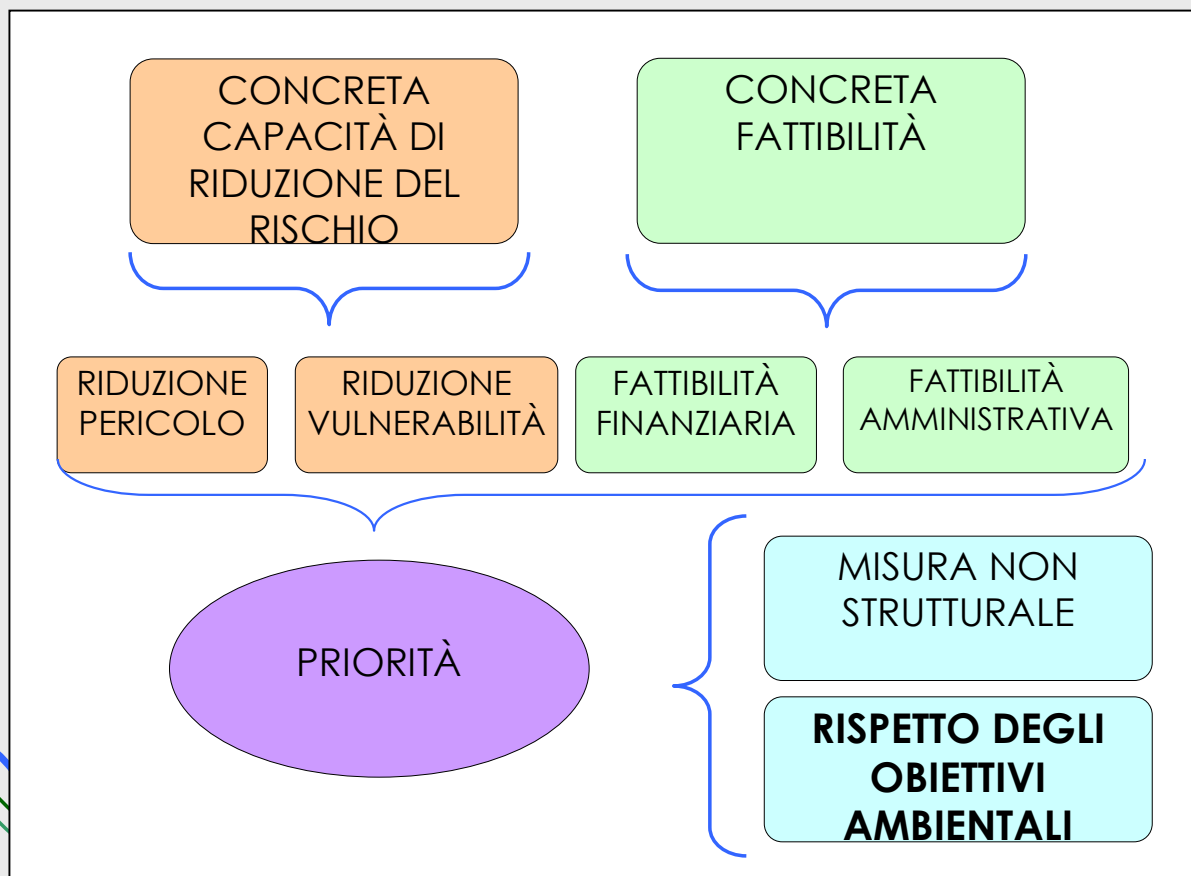 CONCRETA
CAPACITÀ DI
RIDUZIONE DEL
RISCHIO
CONCRETA
FATTIBILITÀ
RIDUZIONE
PERICOLO
RIDUZIONE
VULNERABILITÀ
FATTIBILITÀ
FINANZIARIA
FATTIBILITÀ
AMMINISTRATIVA
PRIORITÀ
MISURA NON
STRUTTURALE
RISPETTO DEGLI
OBIETTIVI
AMBIENTALI